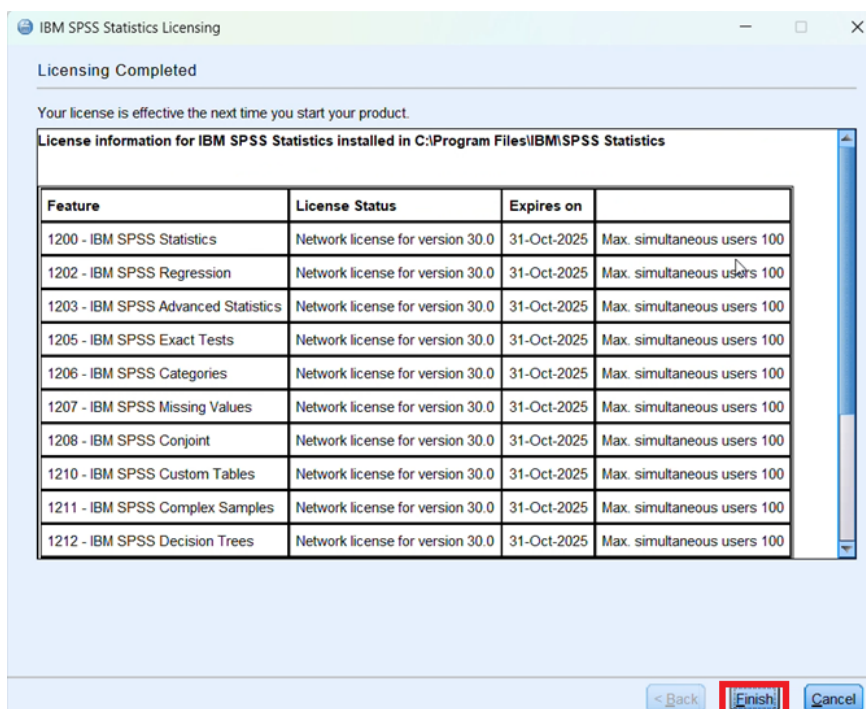 IBM SPSS Statistics Licensing
Licensing Completed
Your license is effective the next time you start your product.
License information for IBM SPSS Statistics installed in C:\Program Files\IBM\SPSS Statistics
Feature License Status Expires on
1200 - IBM SPSS Statistics Network license for version 30.0 31-Oct-2025 Max. simultaneous users 100
1202 - IBM SPSS Regression Network license for version 30.0 31-Oct-2025 Max. simultaneous users 100
1203 - IBM SPSS Advanced Statistics Network license for version 30.0 31-Oct-2025 Max. simultaneous users 100
1205 - IBM SPSS Exact Tests Network license for version 30.0 31-Oct-2025 Max. simultaneous users 100
1206 - IBM SPSS Categories Network license for version 30.0 31-Oct-2025 Max. simultaneous users 100
1207 - IBM SPSS Missing Values Network license for version 30.0 31-Oct-2025 Max. simultaneous users 100
1208 - IBM SPSS Conjoint Network license for version 30.0 31-Oct-2025 Max. simultaneous users 100
1210 - IBM SPSS Custom Tables Network license for version 30.0 31-Oct-2025 Max. simultaneous users 100
1211 - IBM SPSS Complex Samples Network license for version 30.0 31-Oct-2025 Max. simultaneous users 100
1212 - IBM SPSS Decision Trees Network license for version 30.0 31-Oct-2025 Max. simultaneous users 100
< Back Finish Cancel